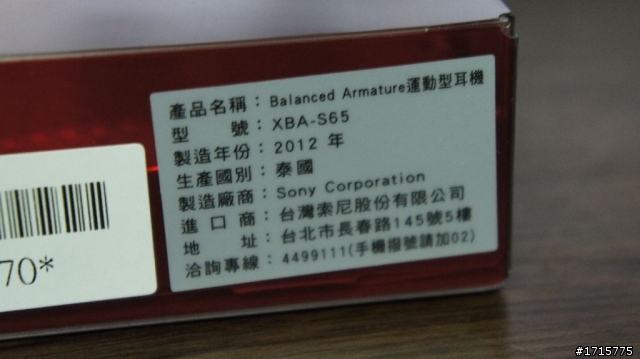 產品名稱：Balanced Armature運動型耳機
型 號：XBA-S65
製造年份：2012 年
生產國別：泰國
製造廠商：Sony Corporation
進 口 商：台灣索尼股份有限公司
地 址：台北市長春路145號5樓
洽詢專線：4499111(手機撥號請加02)
70*
#1715775